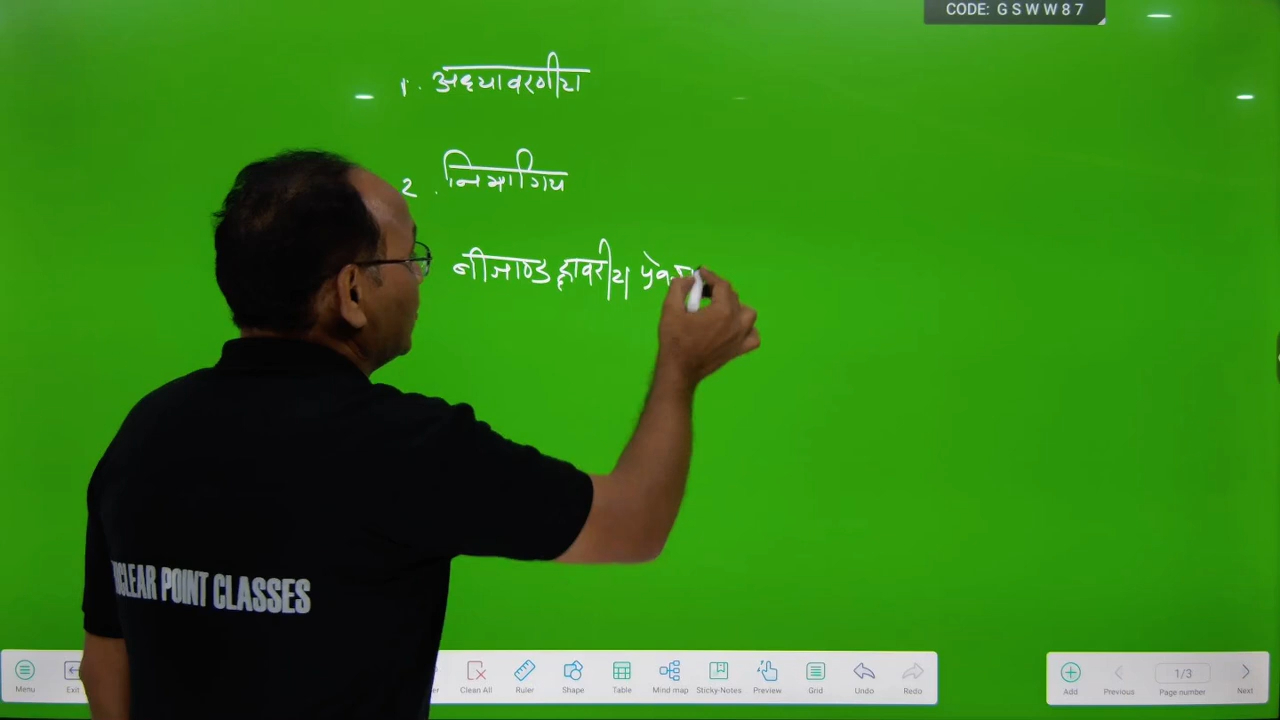 CODE: G S W W 8 7
1. अध्यावरणीय
2. निभागिय
बीजाण्ड द्वारीय प्रवे
UCLEAR POINT CLASSES
Menu
Exit
Clean All
Ruler
Shape
Table
Mind map
Sticky-Notes
Preview
Grid
Undo
Redo
Add
Previous
1/3
Page number
Next